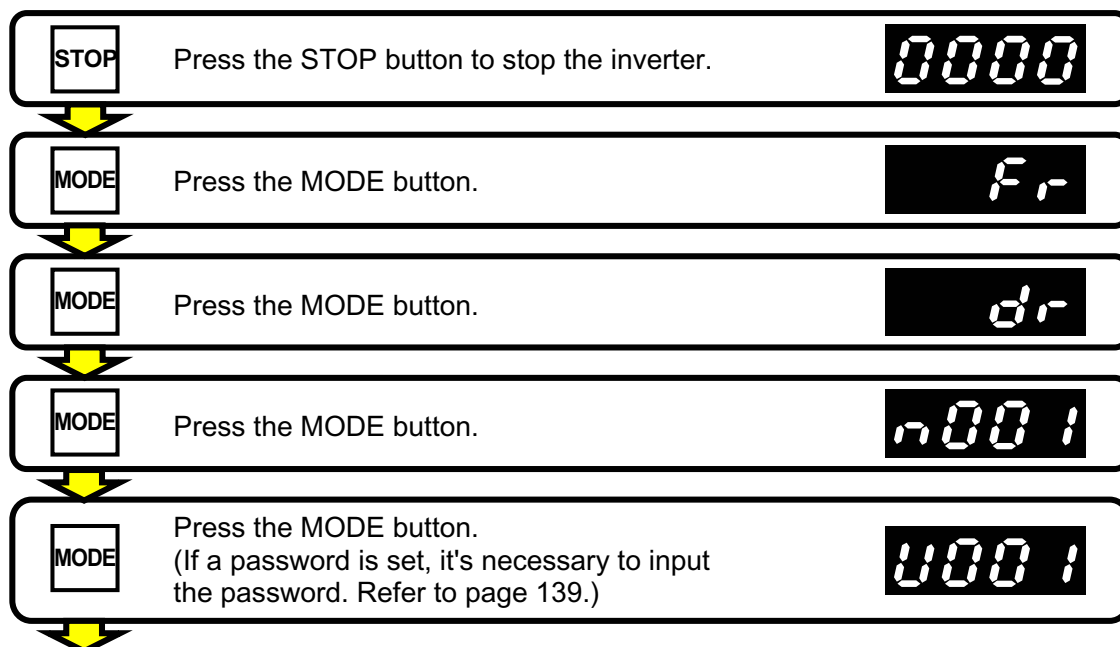 STOP
Press the STOP button to stop the inverter.
0000
MODE
Press the MODE button.
Fr
MODE
Press the MODE button.
dr
MODE
Press the MODE button.
n001
MODE
Press the MODE button.
(If a password is set, it's necessary to input
the password. Refer to page 139.)
U001